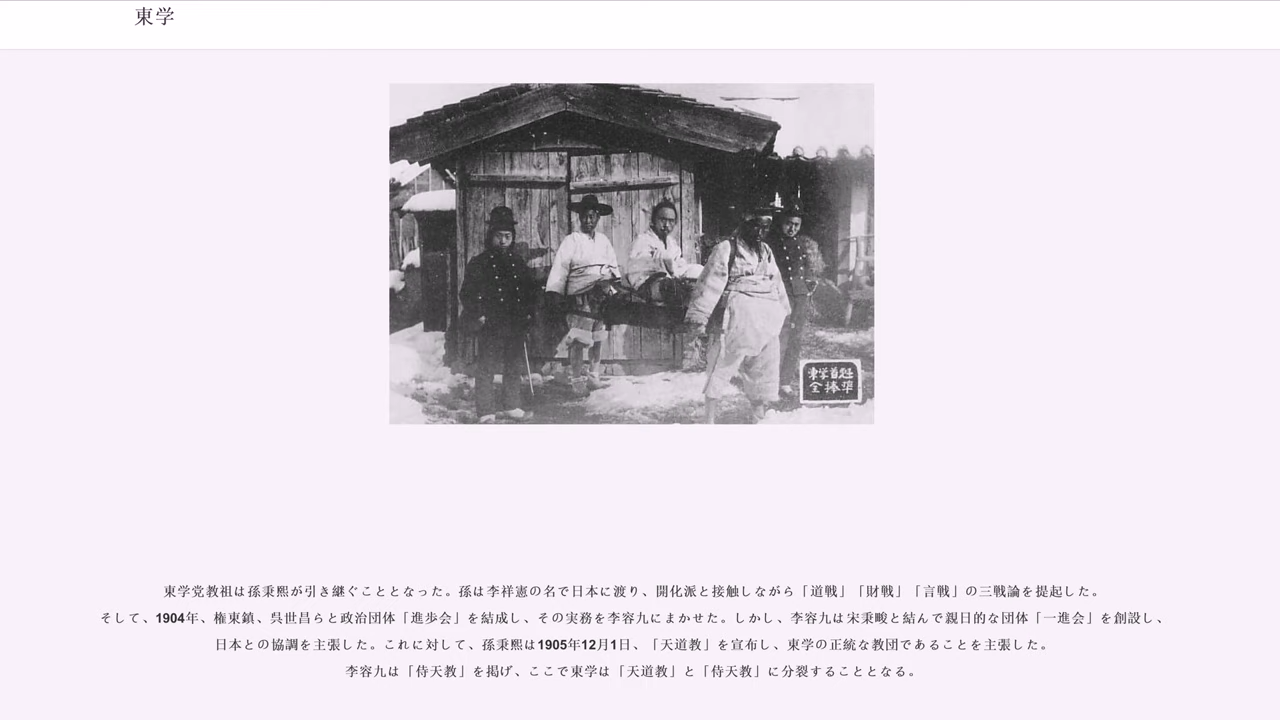 東学
東学首魁
全捧準
東学党教祖は孫秉熙が引き継ぐこととなった。孫は李祥憲の名で日本に渡り、開化派と接触しながら「道戦」「財戦」「言戦」の三戦論を提起した。
そして、1904年、権東鎮、呉世昌らと政治団体「進歩会」を結成し、その実務を李容九にまかせた。しかし、李容九は宋秉畯と結んで親日的な団体「一進会」を創設し、
日本との協調を主張した。これに対して、孫秉熙は1905年12月1日、「天道教」を宣布し、東学の正統な教団であることを主張した。
李容九は「侍天教」を掲げ、ここで東学は「天道教」と「侍天教」に分裂することとなる。